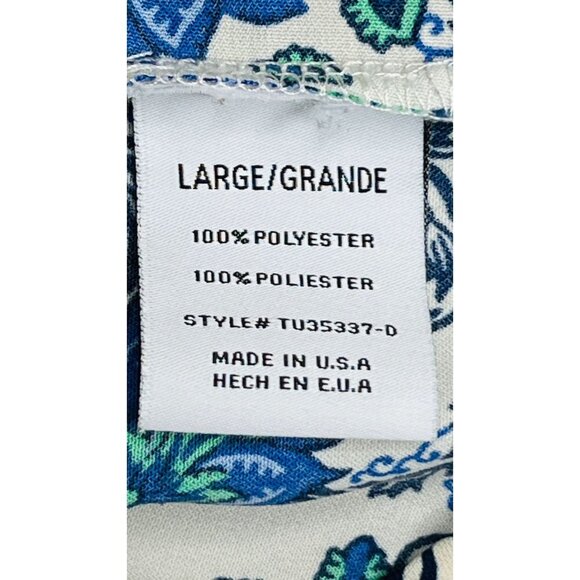 LARGE/GRANDE
100% POLYESTER
100% POLIESTER
STYLE# TU35337-D
MADE IN U.S.A
HECH EN E.U.A